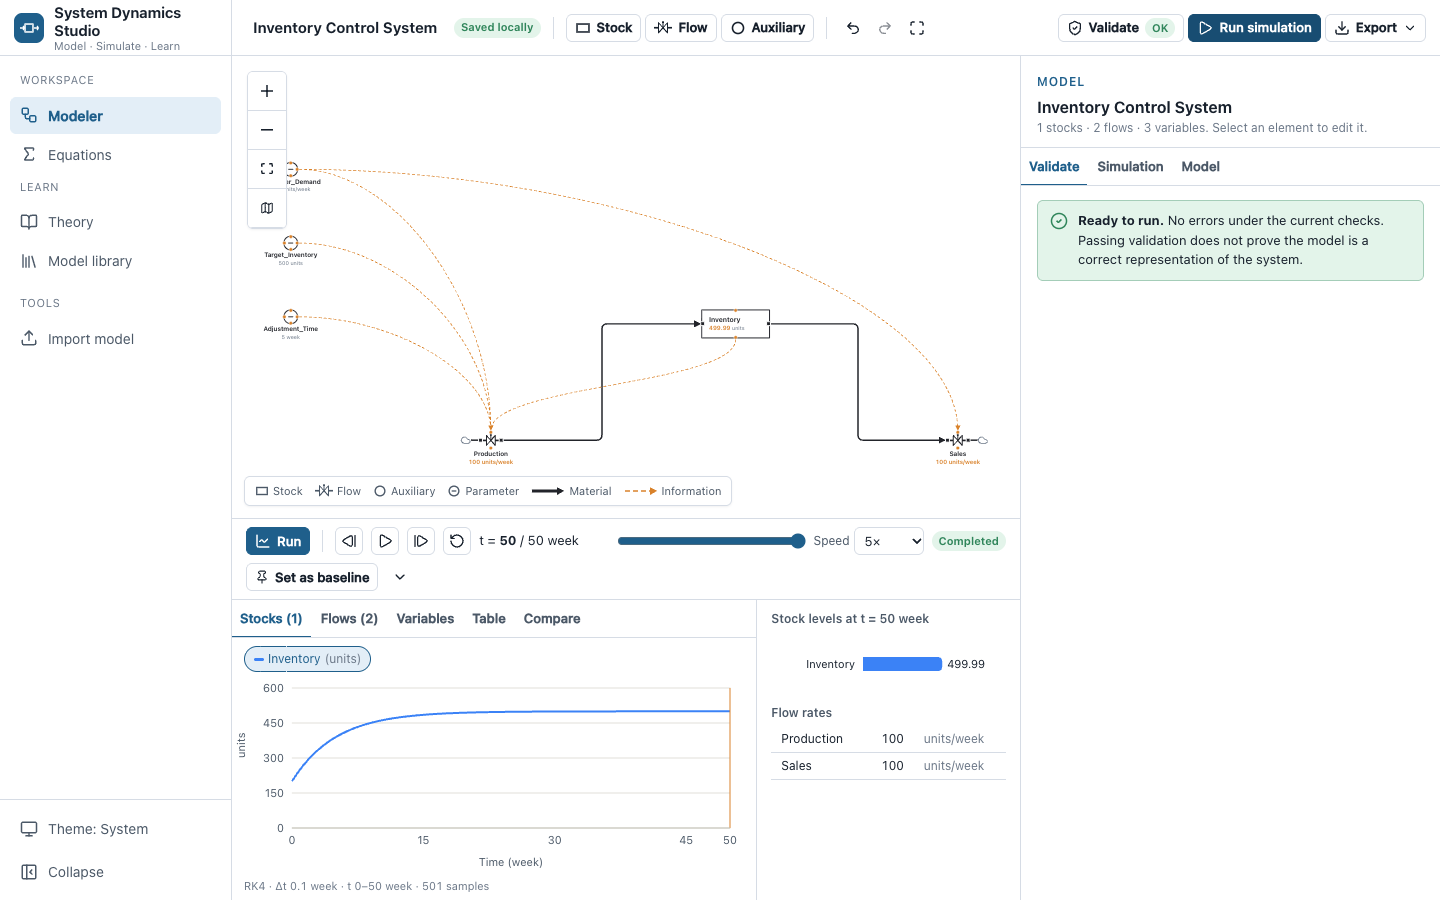 System Dynamics
Studio
Model · Simulate · Learn
WORKSPACE
Modeler
Equations
LEARN
Theory
Model library
TOOLS
Import model
Theme: System
Collapse
Inventory Control System
Saved locally
Stock
Flow
Auxiliary
Validate OK
Run simulation
Export
Target_Inventory
500 units
Adjustment_Time
5 week
Inventory
499.99 units
Production
100 units/week
Sales
100 units/week
Stock
Flow
Auxiliary
Parameter
Material
Information
Run
t = 50 / 50 week
Speed
5×
Completed
Set as baseline
Stocks (1)
Flows (2)
Variables
Table
Compare
Inventory (units)
600
450
300
150
0
units
0
15
30
45
50
Time (week)
RK4 · Δt 0.1 week · t 0–50 week · 501 samples
Stock levels at t = 50 week
Inventory
499.99
Flow rates
Production 100 units/week
Sales 100 units/week
MODEL
Inventory Control System
1 stocks · 2 flows · 3 variables. Select an element to edit it.
Validate
Simulation
Model
Ready to run. No errors under the current checks.
Passing validation does not prove the model is a
correct representation of the system.